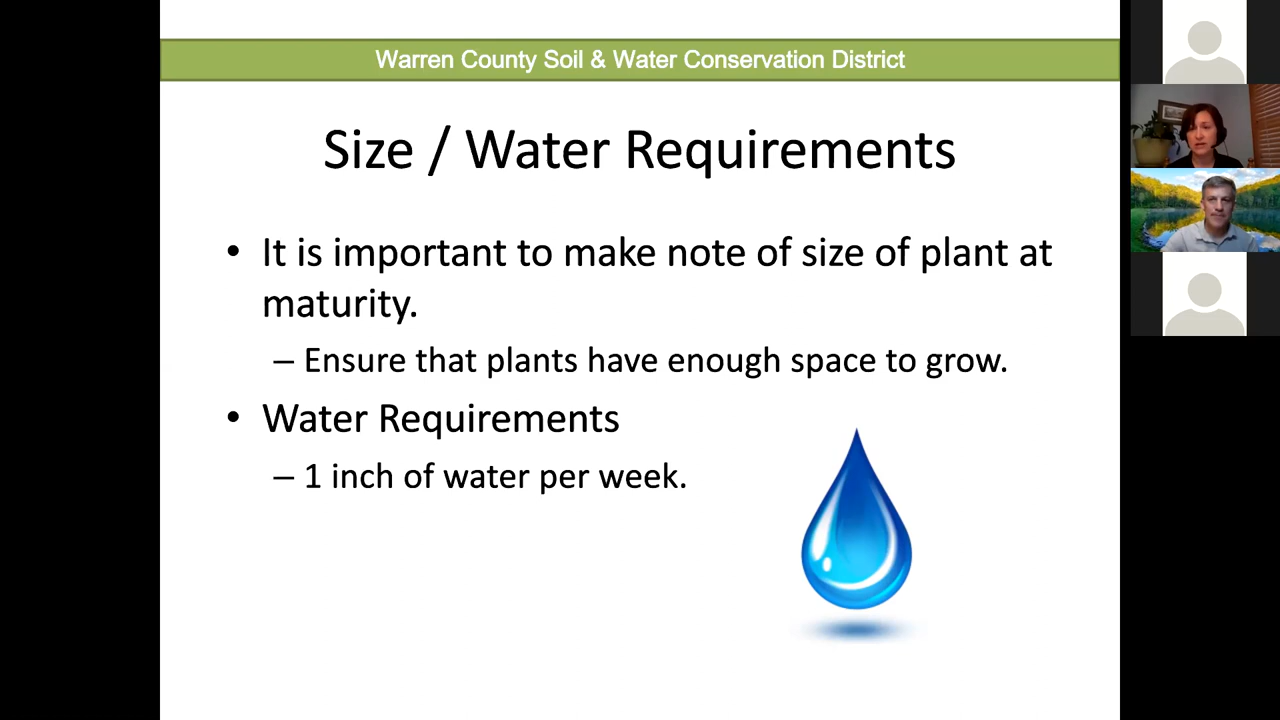 Warren County Soil & Water Conservation District
Size / Water Requirements
• It is important to make note of size of plant at
maturity.
– Ensure that plants have enough space to grow.
• Water Requirements
– 1 inch of water per week.